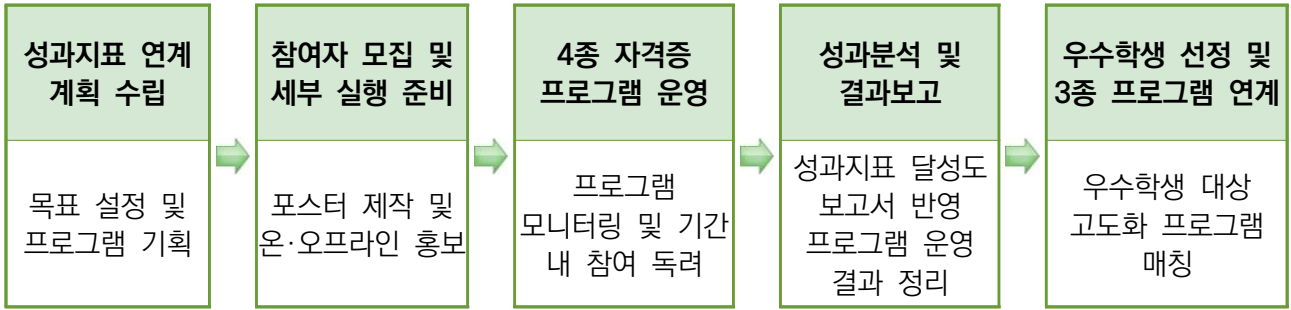 성과지표 연계
계획 수립
목표 설정 및
프로그램 기획
참여자 모집 및
세부 실행 준비
포스터 제작 및
온·오프라인 홍보
4종 자격증
프로그램 운영
프로그램
모니터링 및 기간
내 참여 독려
성과분석 및
결과보고
성과지표 달성도
보고서 반영
프로그램 운영
결과 정리
우수학생 선정 및
3종 프로그램 연계
우수학생 대상
고도화 프로그램
매칭